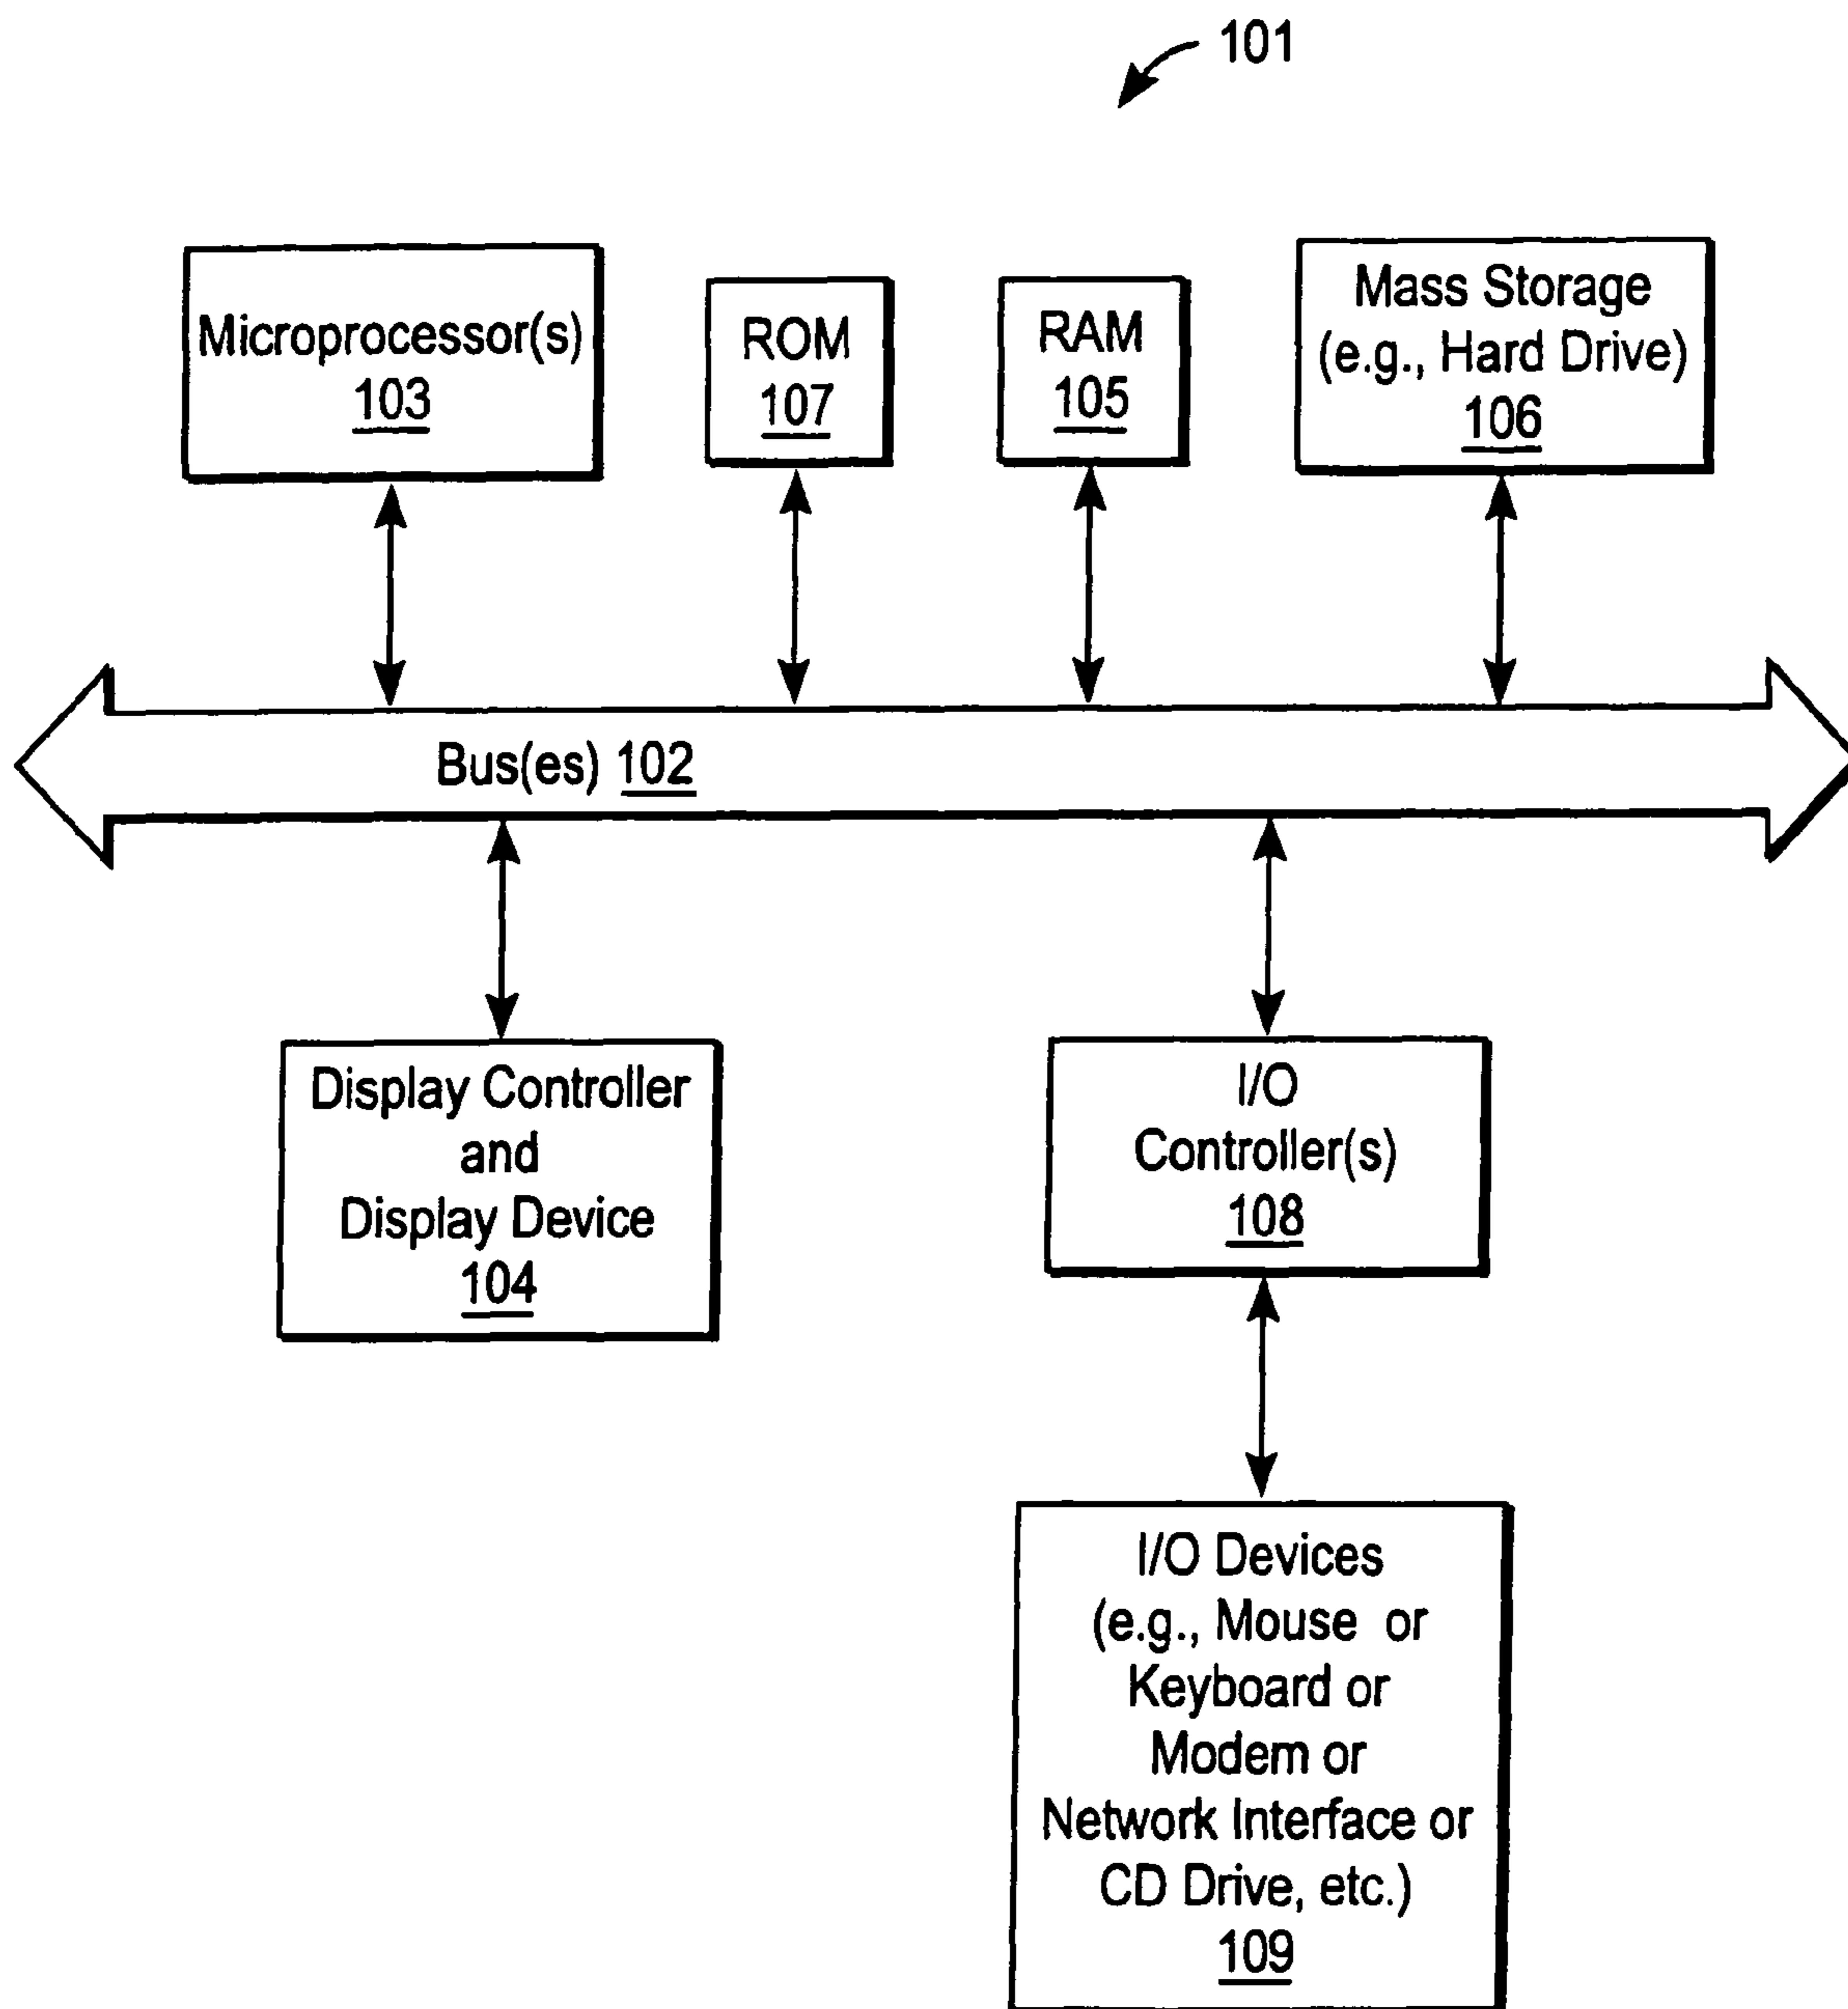 101
Microprocessor(s)
103
ROM
107
RAM
105
Mass Storage
(e.g., Hard Drive)
106
Bus(es) 102
Display Controller
and
Display Device
104
I/O
Controller(s)
108
I/O Devices
(e.g., Mouse or
Keyboard or
Modem or
Network Interface or
CD Drive, etc.)
109